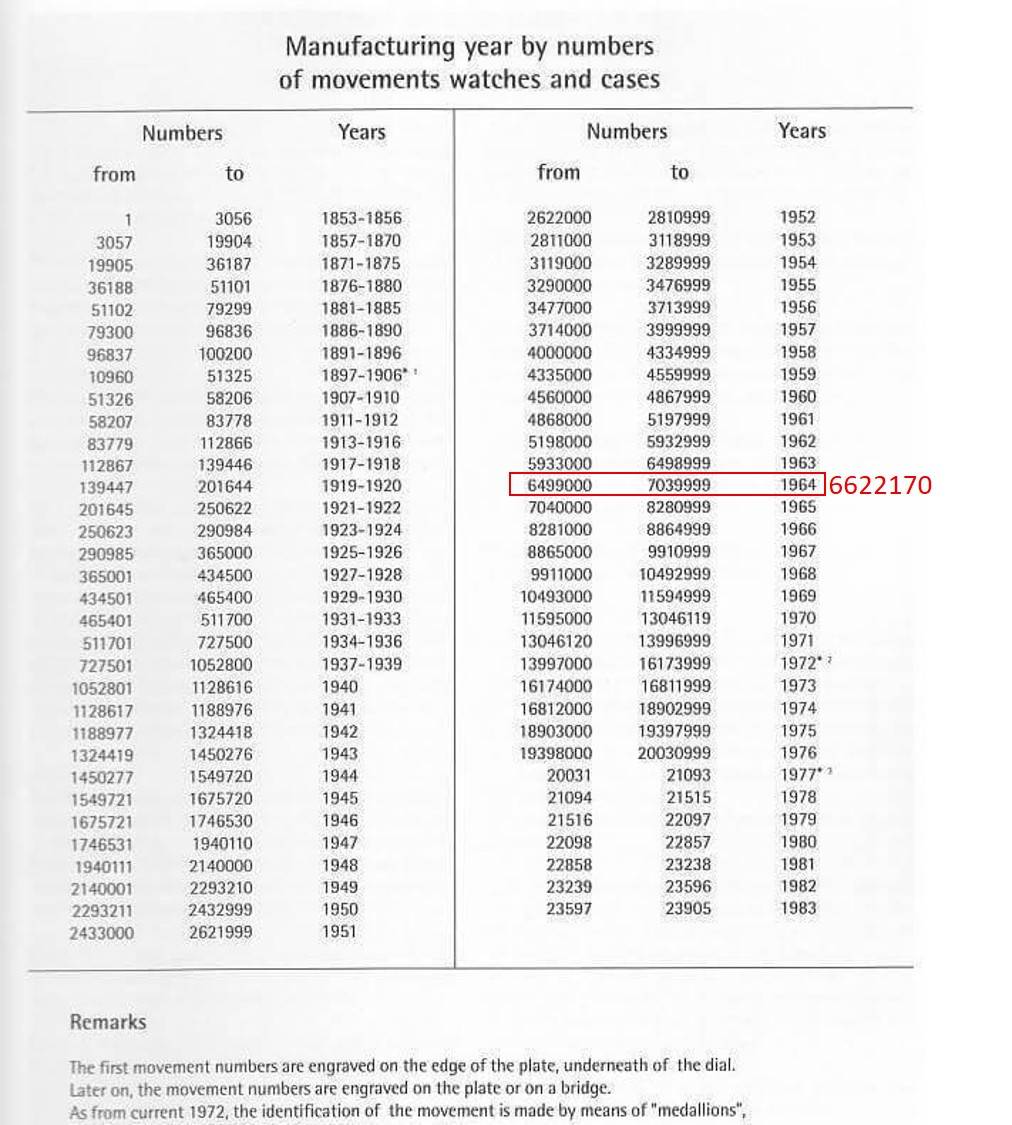 Manufacturing year by numbers
of movements watches and cases
Numbers Years Numbers Years
from to from to
1 3056 1853-1856 2622000 2810999 1952
3057 19904 1857-1870 2811000 3118999 1953
19905 36187 1871-1875 3119000 3289999 1954
36188 51101 1876-1880 3290000 3476999 1955
51102 79299 1881-1885 3477000 3713999 1956
79300 96836 1886-1890 3714000 3999999 1957
96837 100200 1891-1896 4000000 4334999 1958
10960 51325 1897-1906* ¹ 4335000 4559999 1959
51326 58206 1907-1910 4560000 4867999 1960
58207 83778 1911-1912 4868000 5197999 1961
83779 112866 1913-1916 5198000 5932999 1962
112867 139446 1917-1918 5933000 6498999 1963
139447 201644 1919-1920 6499000 7039999 1964 6622170
201645 250622 1921-1922 7040000 8280999 1965
250623 290984 1923-1924 8281000 8864999 1966
290985 365000 1925-1926 8865000 9910999 1967
365001 434500 1927-1928 9911000 10492999 1968
434501 465400 1929-1930 10493000 11594999 1969
465401 511700 1931-1933 11595000 13046119 1970
511701 727500 1934-1936 13046120 13996999 1971
727501 1052800 1937-1939 13997000 16173999 1972* ²
1052801 1128616 1940 16174000 16811999 1973
1128617 1188976 1941 16812000 18902999 1974
1188977 1324418 1942 18903000 19397999 1975
1324419 1450276 1943 19398000 20030999 1976
1450277 1549720 1944 20031 21093 1977* ³
1549721 1675720 1945 21094 21515 1978
1675721 1746530 1946 21516 22097 1979
1746531 1940110 1947 22098 22857 1980
1940111 2140000 1948 22858 23238 1981
2140001 2293210 1949 23239 23596 1982
2293211 2432999 1950 23597 23905 1983
2433000 2621999 1951
Remarks
The first movement numbers are engraved on the edge of the plate, underneath of the dial.
Later on, the movement numbers are engraved on the plate or on a bridge.
As from current 1972, the identification of the movement is made by means of "medallions",